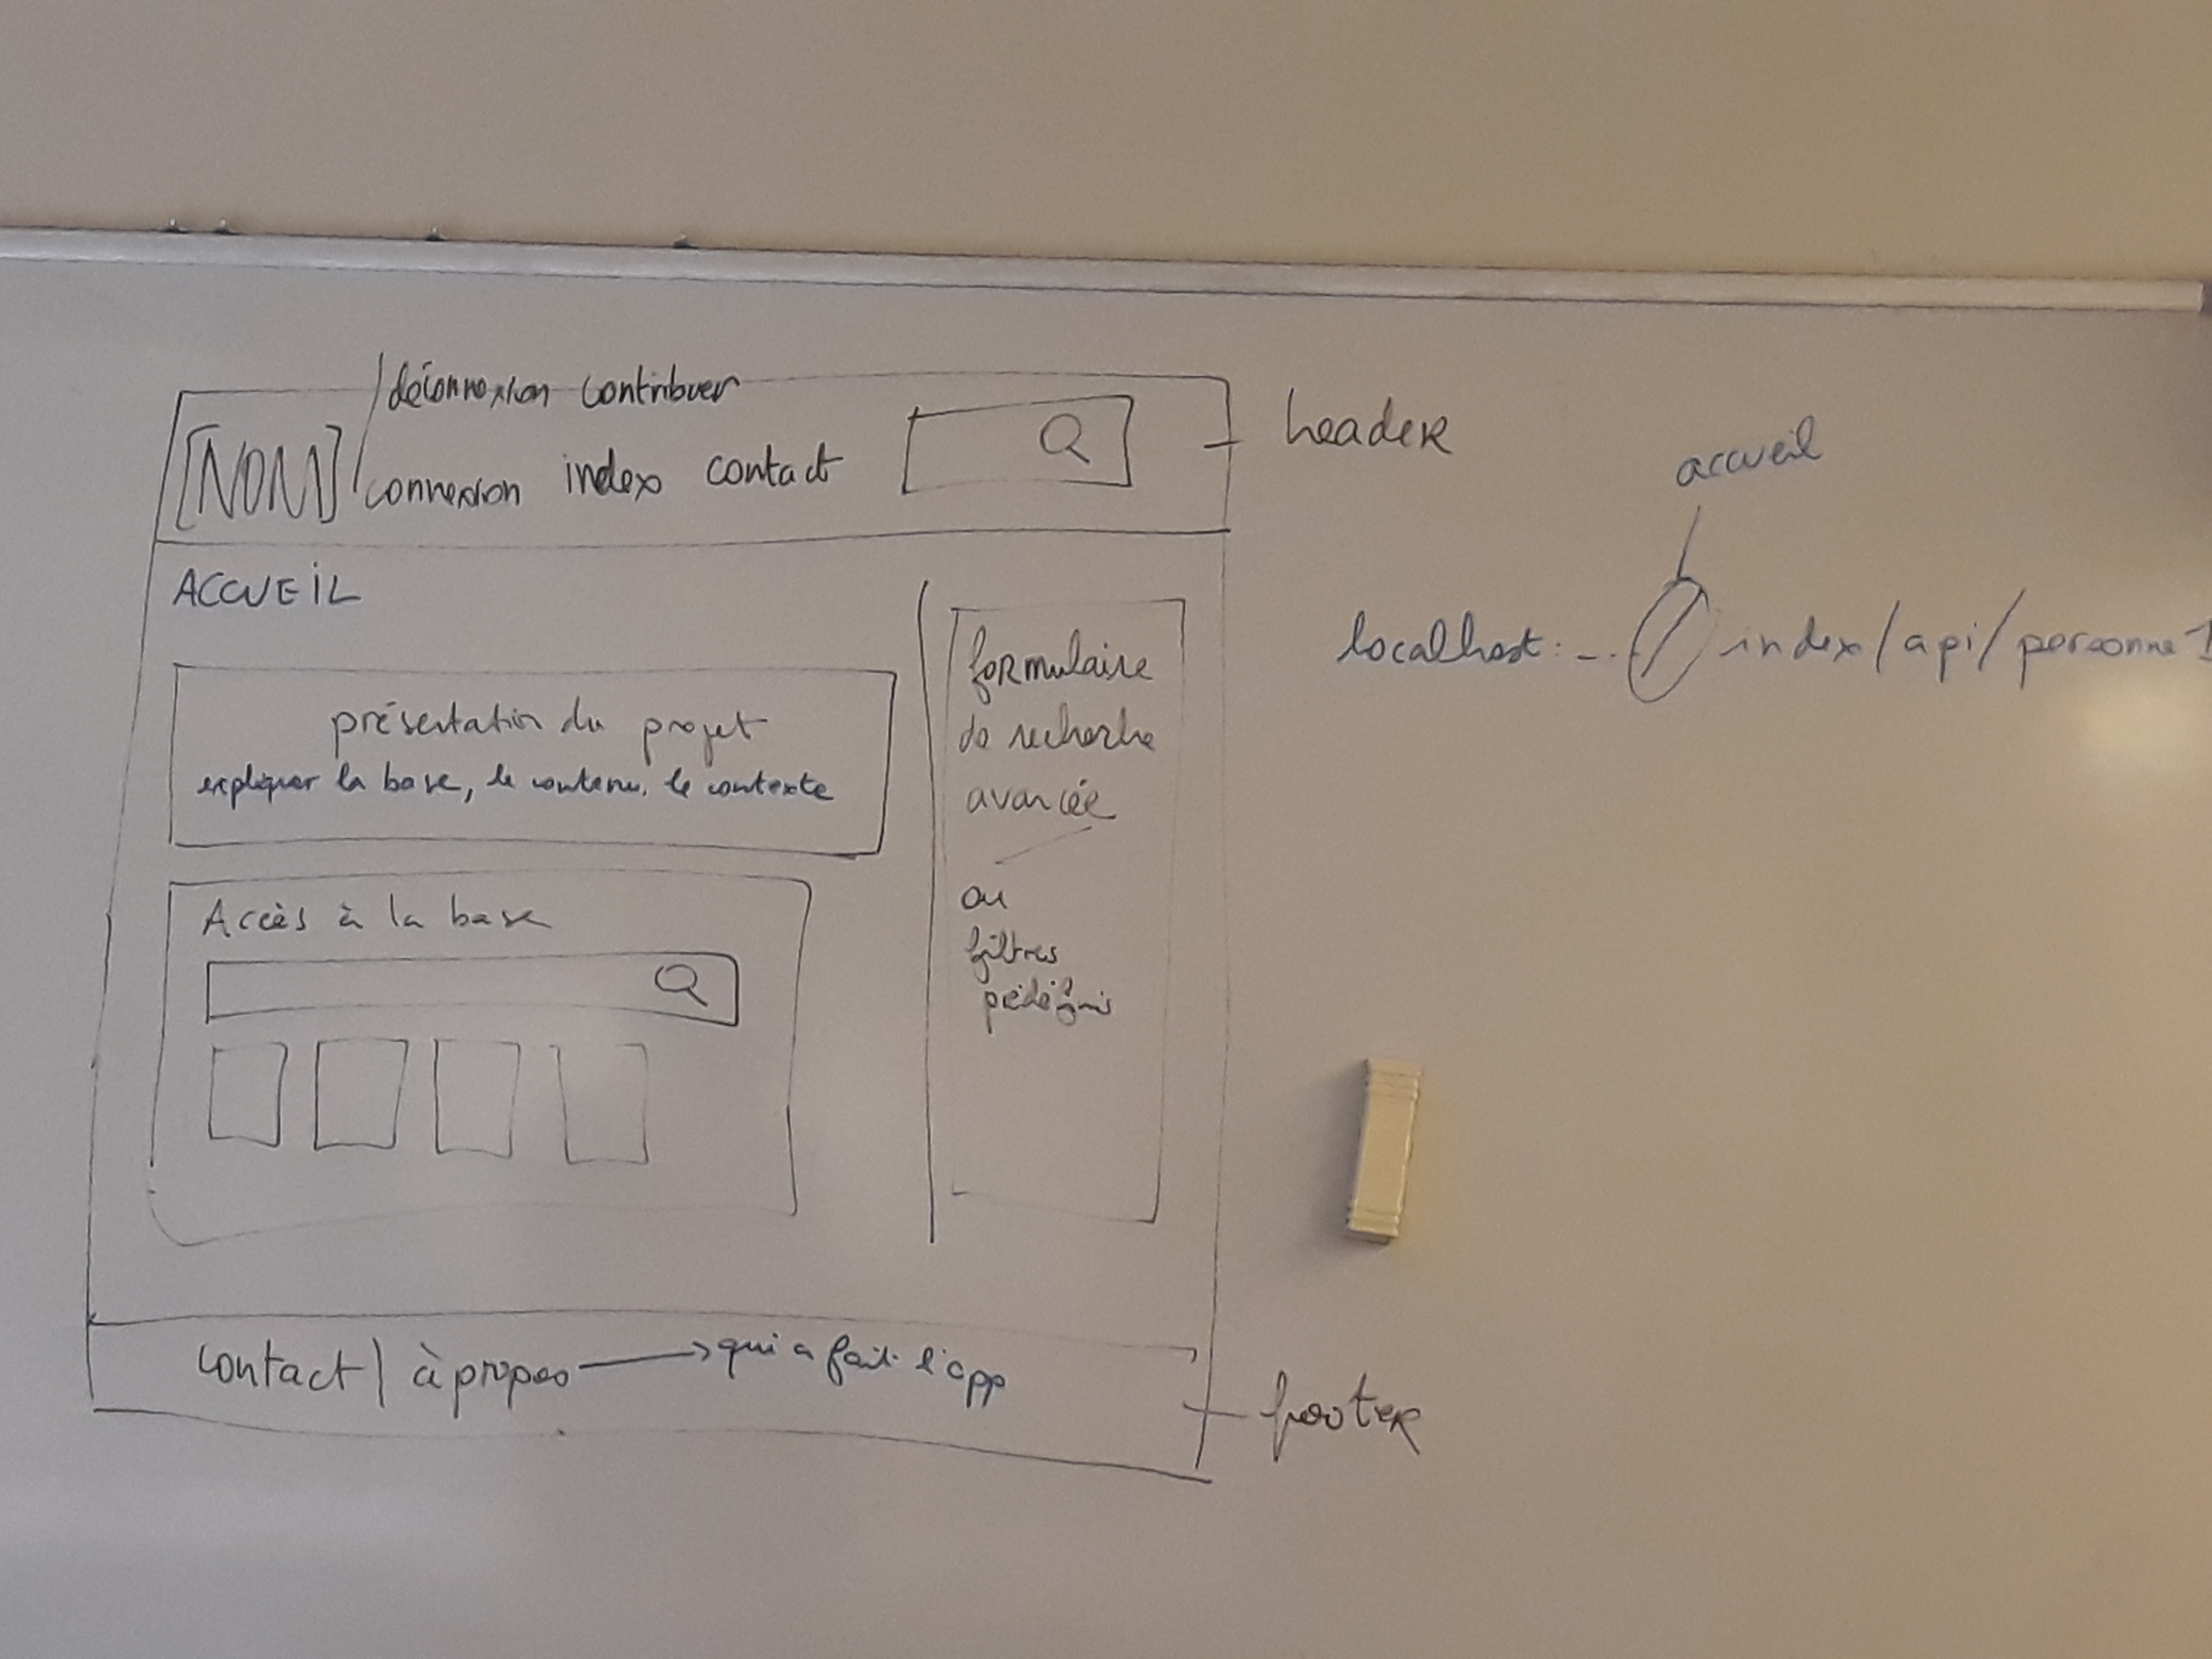 déconnexion contribuer
[NOM] / connexion index contact
header
ACCUEIL
présentation du projet
expliquer la base, le contenu, le contexte
formulaire
de recherche
avancée
ou
filtres
prédéfinis
Accès à la base
contact | à propos → qui a fait l'app
footer
accueil
localhost:... / index/api/personne 1